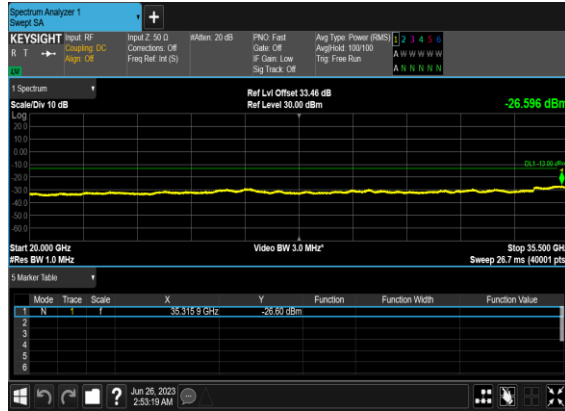 Spectrum Analyzer 1
Swept SA
+
KEYSIGHT Input: RF Input Z: 50 Ω #Atten: 20 dB PNO: Fast Avg Type: Power (RMS) 1 2 3 4 5 6
R T Coupling: DC Corrections: Off Gate: Off Avg|Hold: 100/100 A W W W W W
Align: Off Freq Ref: Int (S) IF Gain: Low Trig: Free Run
Sig Track: Off A N N N N N
1 Spectrum
Ref Lvl Offset 33.46 dB
Scale/Div 10 dB Ref Level 30.00 dBm -26.596 dBm
Log
20.0
10.0
0.00
-10.0
DL1 -13.00 dBm
-20.0
-30.0
-40.0
-50.0
-60.0
Start 20.000 GHz Video BW 3.0 MHz* Stop 35.500 GHz
#Res BW 1.0 MHz Sweep 26.7 ms (40001 pts)
5 Marker Table
Mode Trace Scale X Y Function Function Width Function Value
1 N 1 f 35.315 9 GHz -26.60 dBm
2
3
4
5
6
? Jun 26, 2023
2:53:19 AM